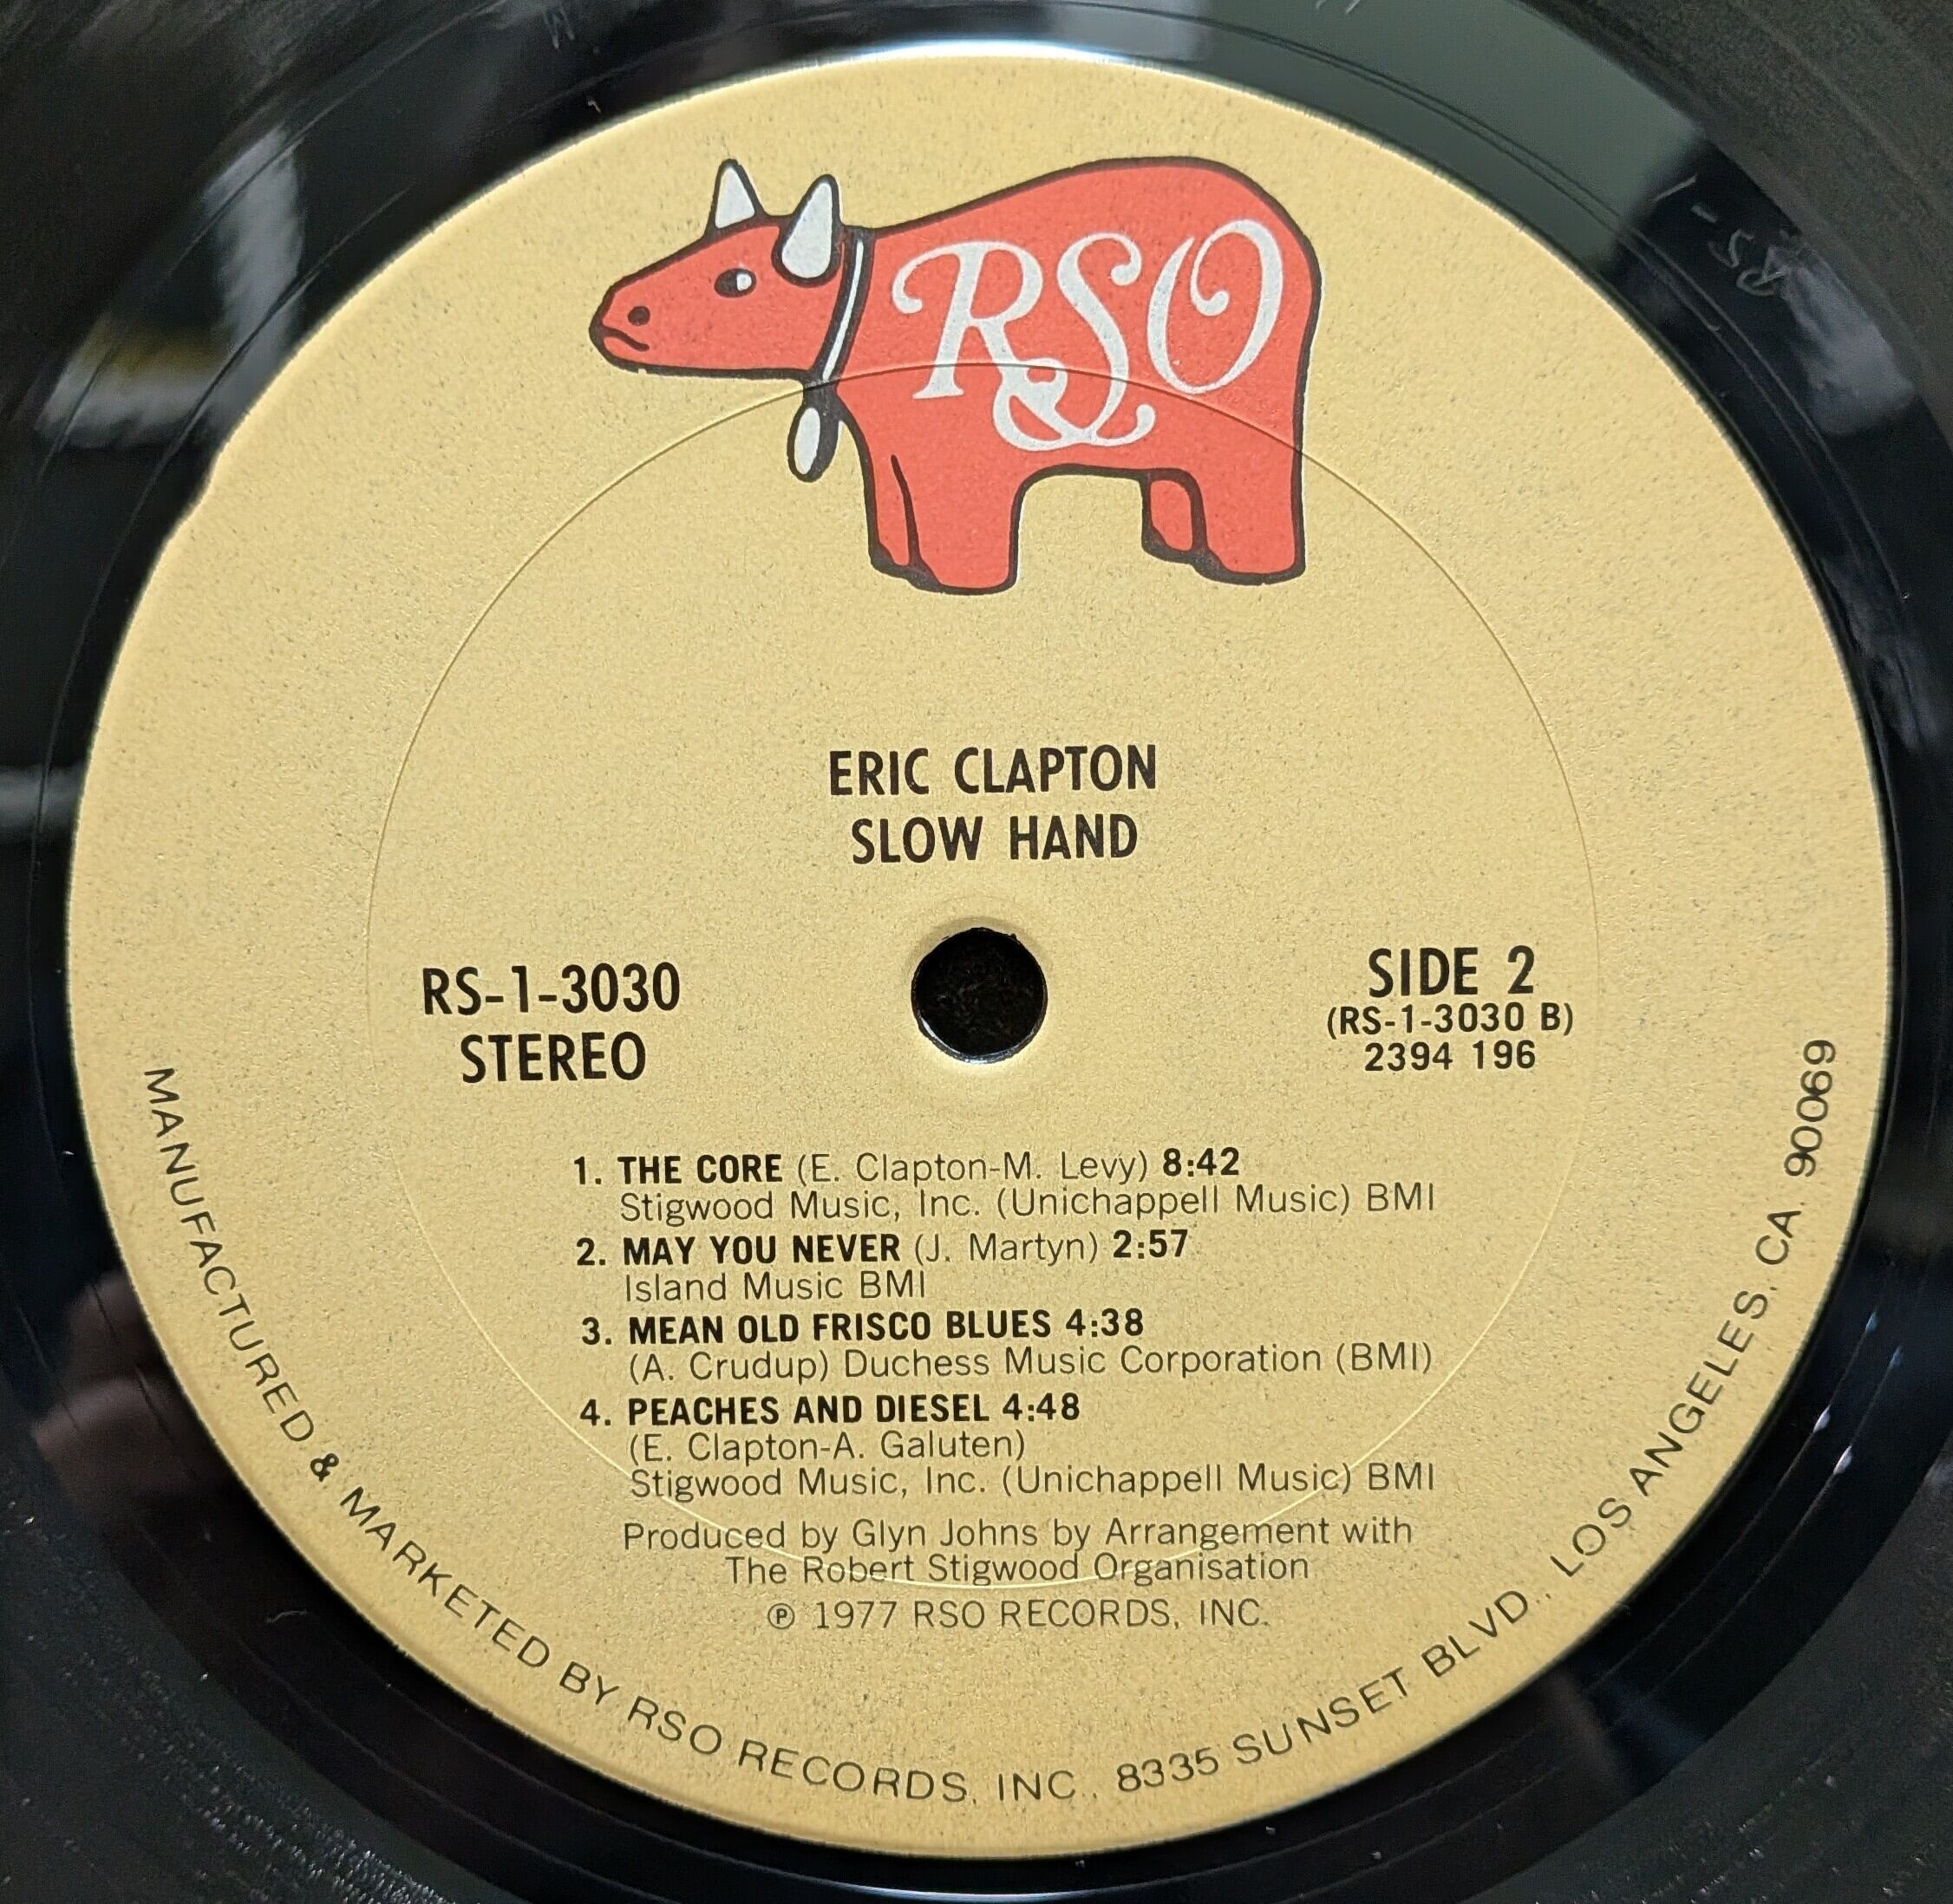 RSO
ERIC CLAPTON
SLOW HAND
RS-1-3030
STEREO
SIDE 2
(RS-1-3030 B)
2394 196
1. THE CORE (E. Clapton-M. Levy) 8:42
Stigwood Music, Inc. (Unichappell Music) BMI
2. MAY YOU NEVER (J. Martyn) 2:57
Island Music BMI
3. MEAN OLD FRISCO BLUES 4:38
(A. Crudup) Duchess Music Corporation (BMI)
4. PEACHES AND DIESEL 4:48
(E. Clapton-A. Galuten)
Stigwood Music, Inc. (Unichappell Music) BMI
Produced by Glyn Johns by Arrangement with
The Robert Stigwood Organisation
℗ 1977 RSO RECORDS, INC.
MANUFACTURED & MARKETED BY RSO RECORDS, INC., 8335 SUNSET BLVD., LOS ANGELES, CA. 90069
RS-